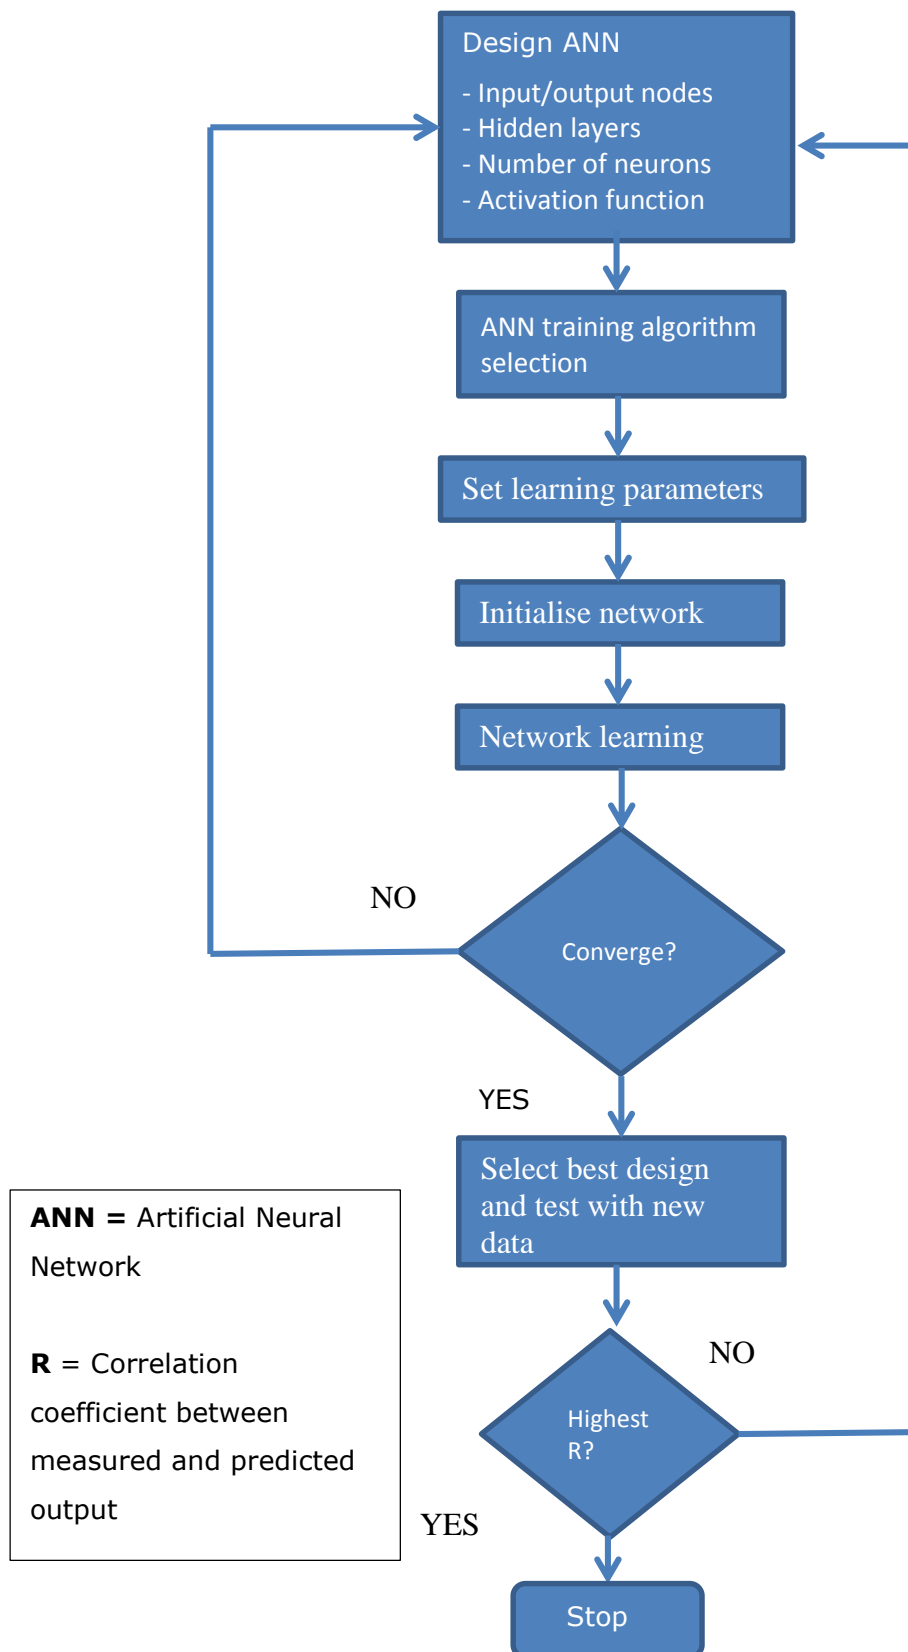 Design ANN
- Input/output nodes
- Hidden layers
- Number of neurons
- Activation function
ANN training algorithm
selection
Set learning parameters
Initialise network
Network learning
NO
Converge?
YES
Select best design
and test with new
data
ANN = Artificial Neural
Network
R = Correlation
coefficient between
measured and predicted
output
NO
Highest
R?
YES
Stop